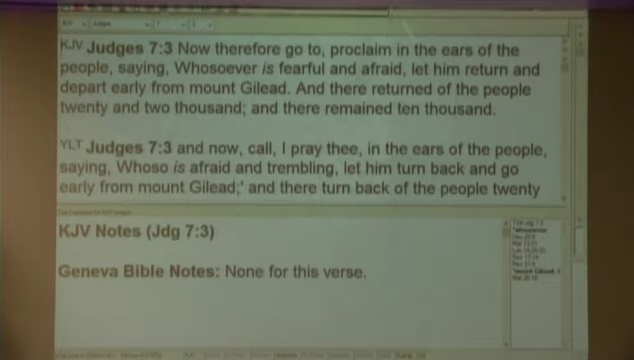 KJV Judges 7:3 Now therefore go to, proclaim in the ears of the
people, saying, Whosoever is fearful and afraid, let him return and
depart early from mount Gilead. And there returned of the people
twenty and two thousand; and there remained ten thousand.
YLT Judges 7:3 and now, call, I pray thee, in the ears of the people,
saying, Whoso is afraid and trembling, let him turn back and go
early from mount Gilead;' and there turn back of the people twenty
KJV Notes (Jdg 7:3)
Geneva Bible Notes: None for this verse.